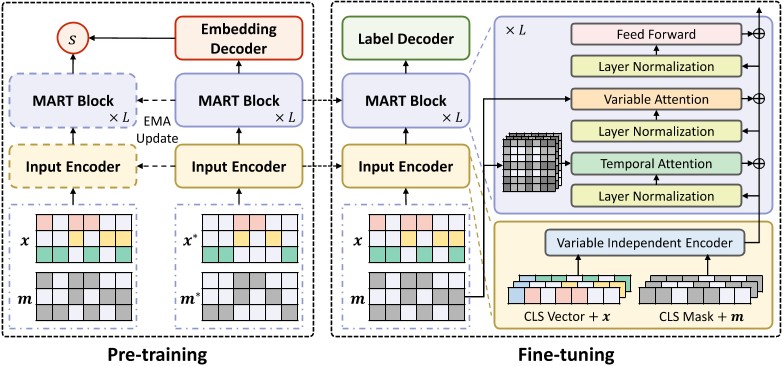 s
Embedding
Decoder
MART Block
× L
EMA
Update
MART Block
× L
Input Encoder
Input Encoder
x
x*
m
m*
Pre-training
Label Decoder
MART Block
× L
Input Encoder
x
m
× L
Feed Forward
Layer Normalization
Variable Attention
Layer Normalization
Temporal Attention
Layer Normalization
Variable Independent Encoder
CLS Vector + x
CLS Mask + m
Fine-tuning